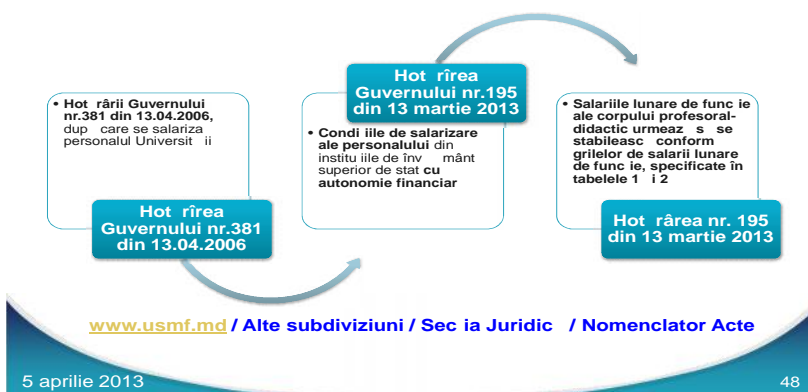 • Hot rârii Guvernului
nr.381 din 13.04.2006,
dup care se salariza
personalul Universit ii
Hot rîrea
Guvernului nr.381
din 13.04.2006
Hot rîrea
Guvernului nr.195
din 13 martie 2013
• Condi iile de salarizare
ale personalului din
institu iile de înv mânt
superior de stat cu
autonomie financiar
• Salariile lunare de func ie
ale corpului profesoral-
didactic urmeaz s se
stabileasc conform
grilelor de salarii lunare
de func ie, specificate în
tabelele 1 i 2
Hot rârea nr. 195
din 13 martie 2013
www.usmf.md / Alte subdiviziuni / Sec ia Juridic / Nomenclator Acte
5 aprilie 2013
48